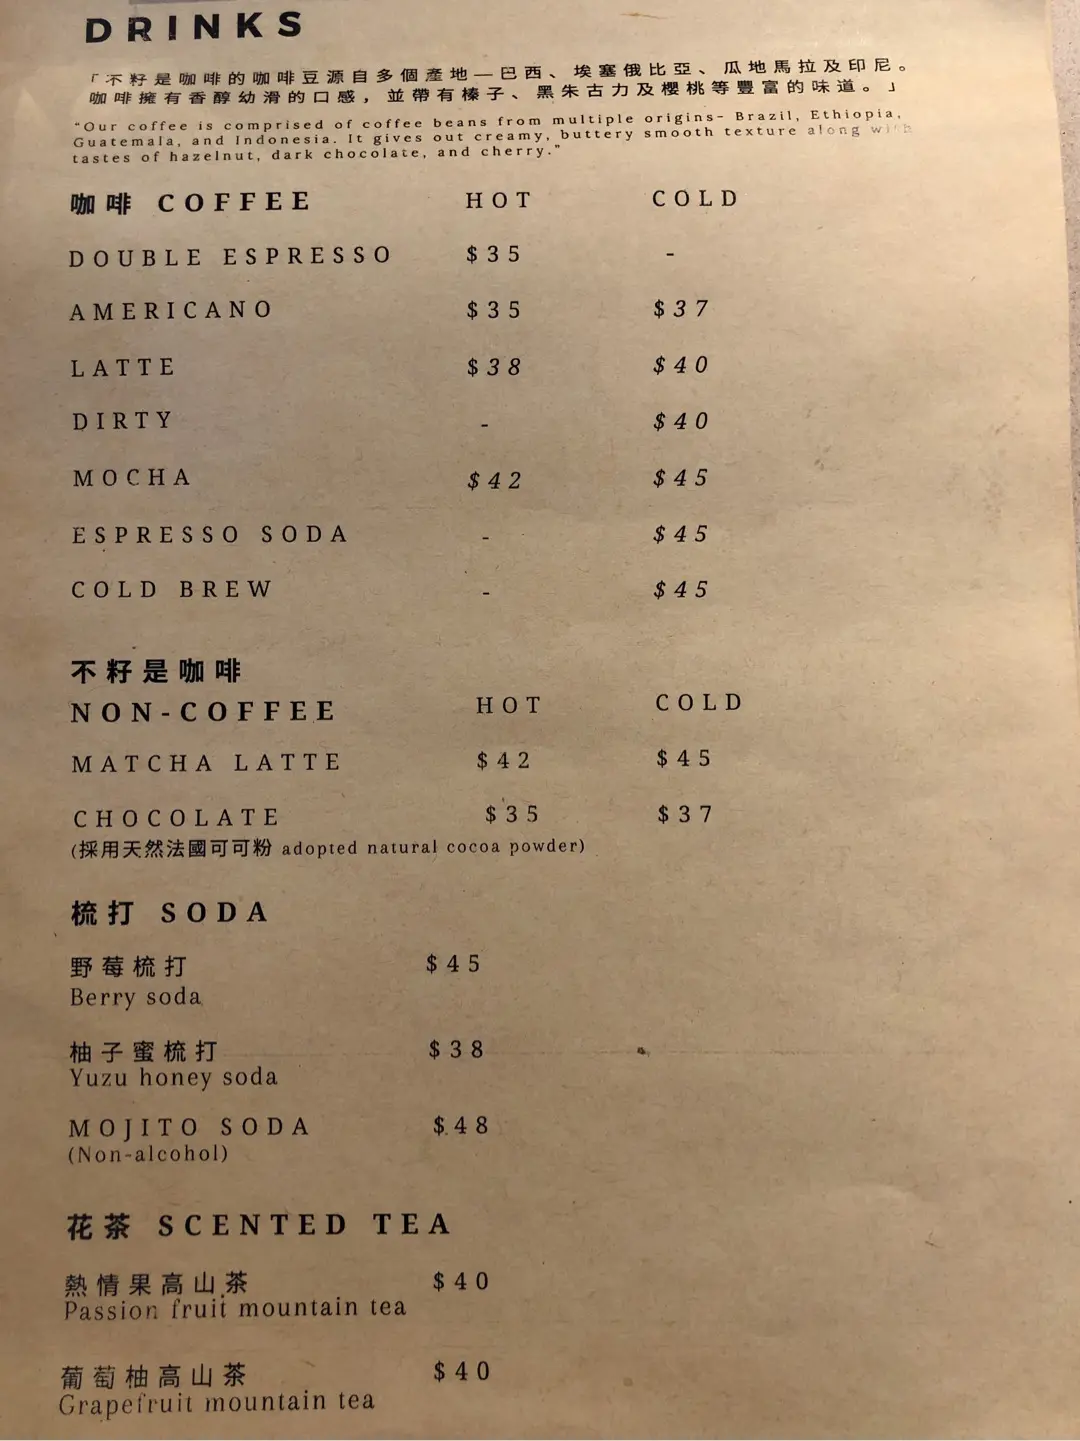 DRINKS
「不籽是咖啡的咖啡豆源自多個產地—巴西、埃塞俄比亞、瓜地馬拉及印尼。
咖啡擁有香醇幼滑的口感，並帶有榛子、黑朱古力及櫻桃等豐富的味道。」
"Our coffee is comprised of coffee beans from multiple origins- Brazil, Ethiopia,
Guatemala, and Indonesia. It gives out creamy, buttery smooth texture along with
tastes of hazelnut, dark chocolate, and cherry."
咖啡 COFFEE HOT COLD
DOUBLE ESPRESSO $35 -
AMERICANO $35 $37
LATTE $38 $40
DIRTY - $40
MOCHA $42 $45
ESPRESSO SODA - $45
COLD BREW - $45
不籽是咖啡
NON-COFFEE HOT COLD
MATCHA LATTE $42 $45
CHOCOLATE $35 $37
(採用天然法國可可粉 adopted natural cocoa powder)
梳打 SODA
野莓梳打 $45
Berry soda
柚子蜜梳打 $38
Yuzu honey soda
MOJITO SODA $48
(Non-alcohol)
花茶 SCENTED TEA
熱情果高山茶 $40
Passion fruit mountain tea
葡萄柚高山茶 $40
Grapefruit mountain tea